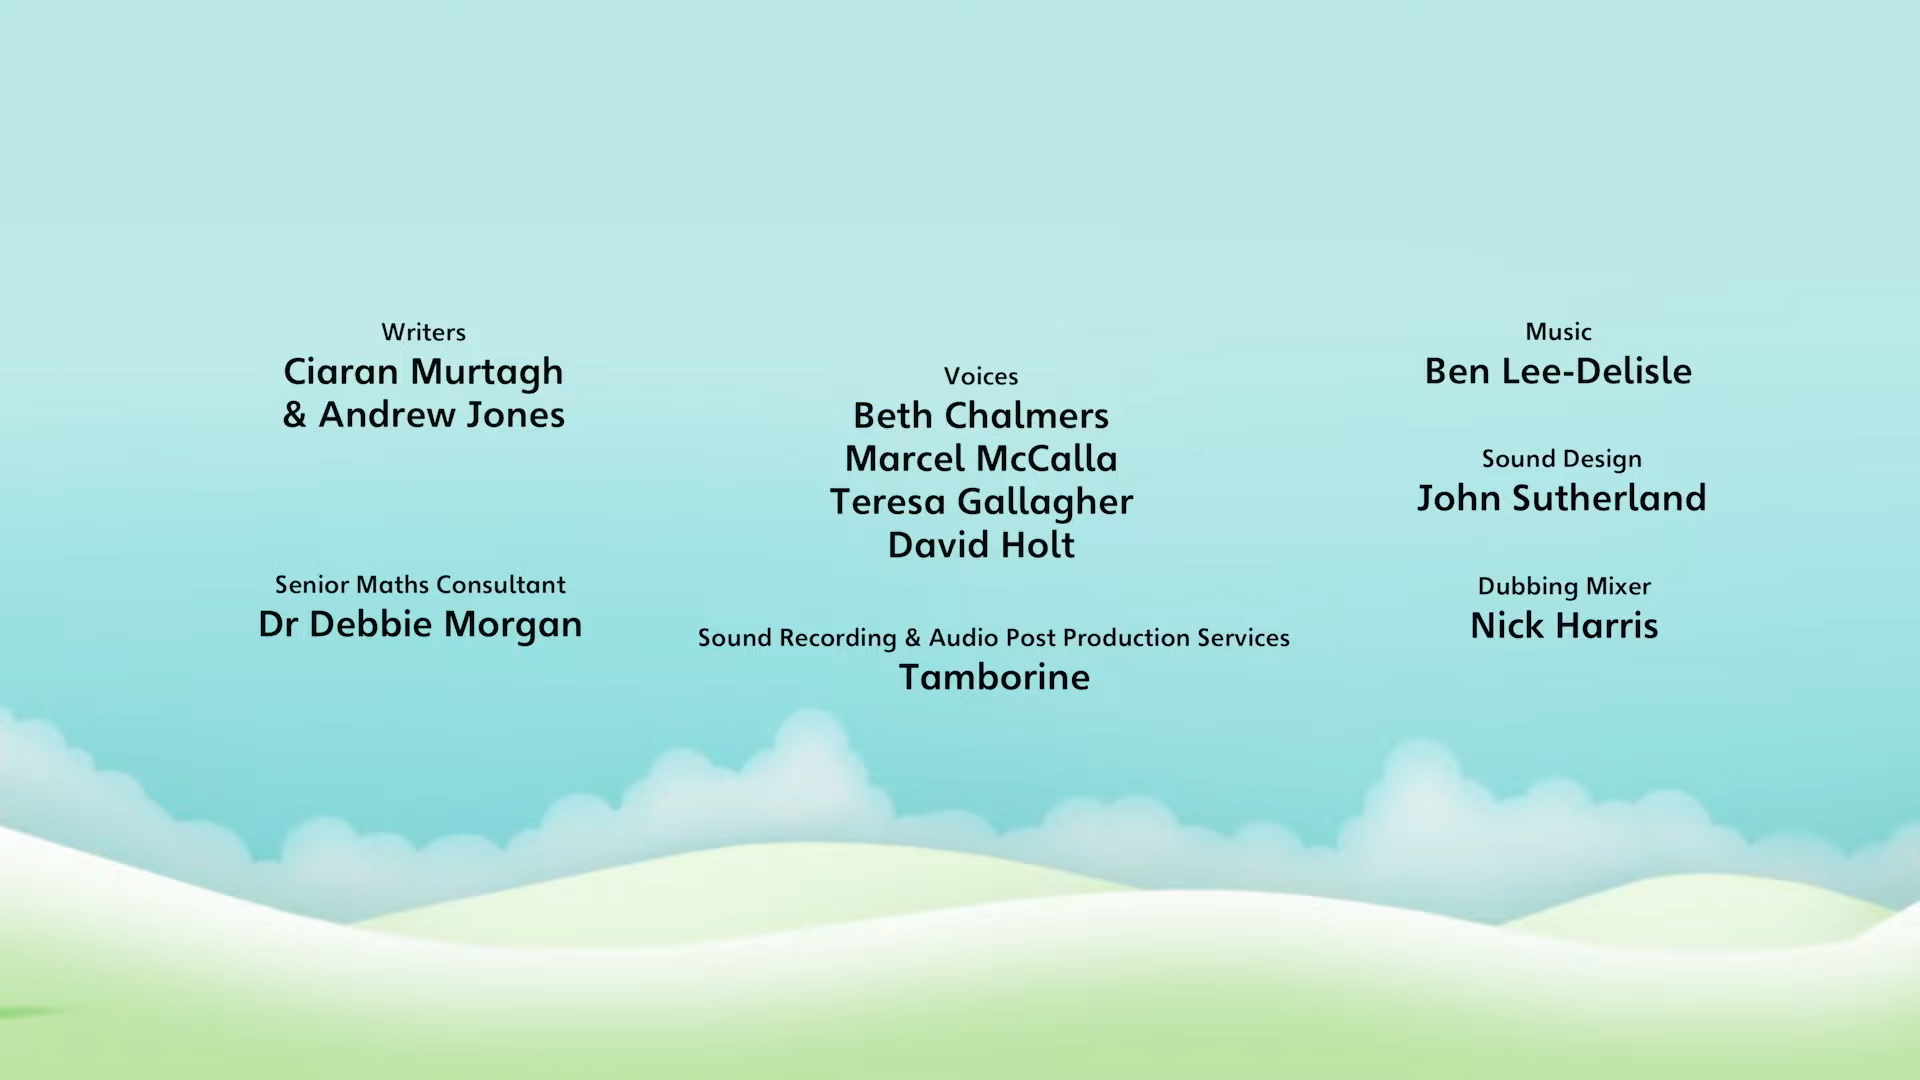 Writers
Ciaran Murtagh
& Andrew Jones
Senior Maths Consultant
Dr Debbie Morgan
Voices
Beth Chalmers
Marcel McCalla
Teresa Gallagher
David Holt
Sound Recording & Audio Post Production Services
Tamborine
Music
Ben Lee-Delisle
Sound Design
John Sutherland
Dubbing Mixer
Nick Harris